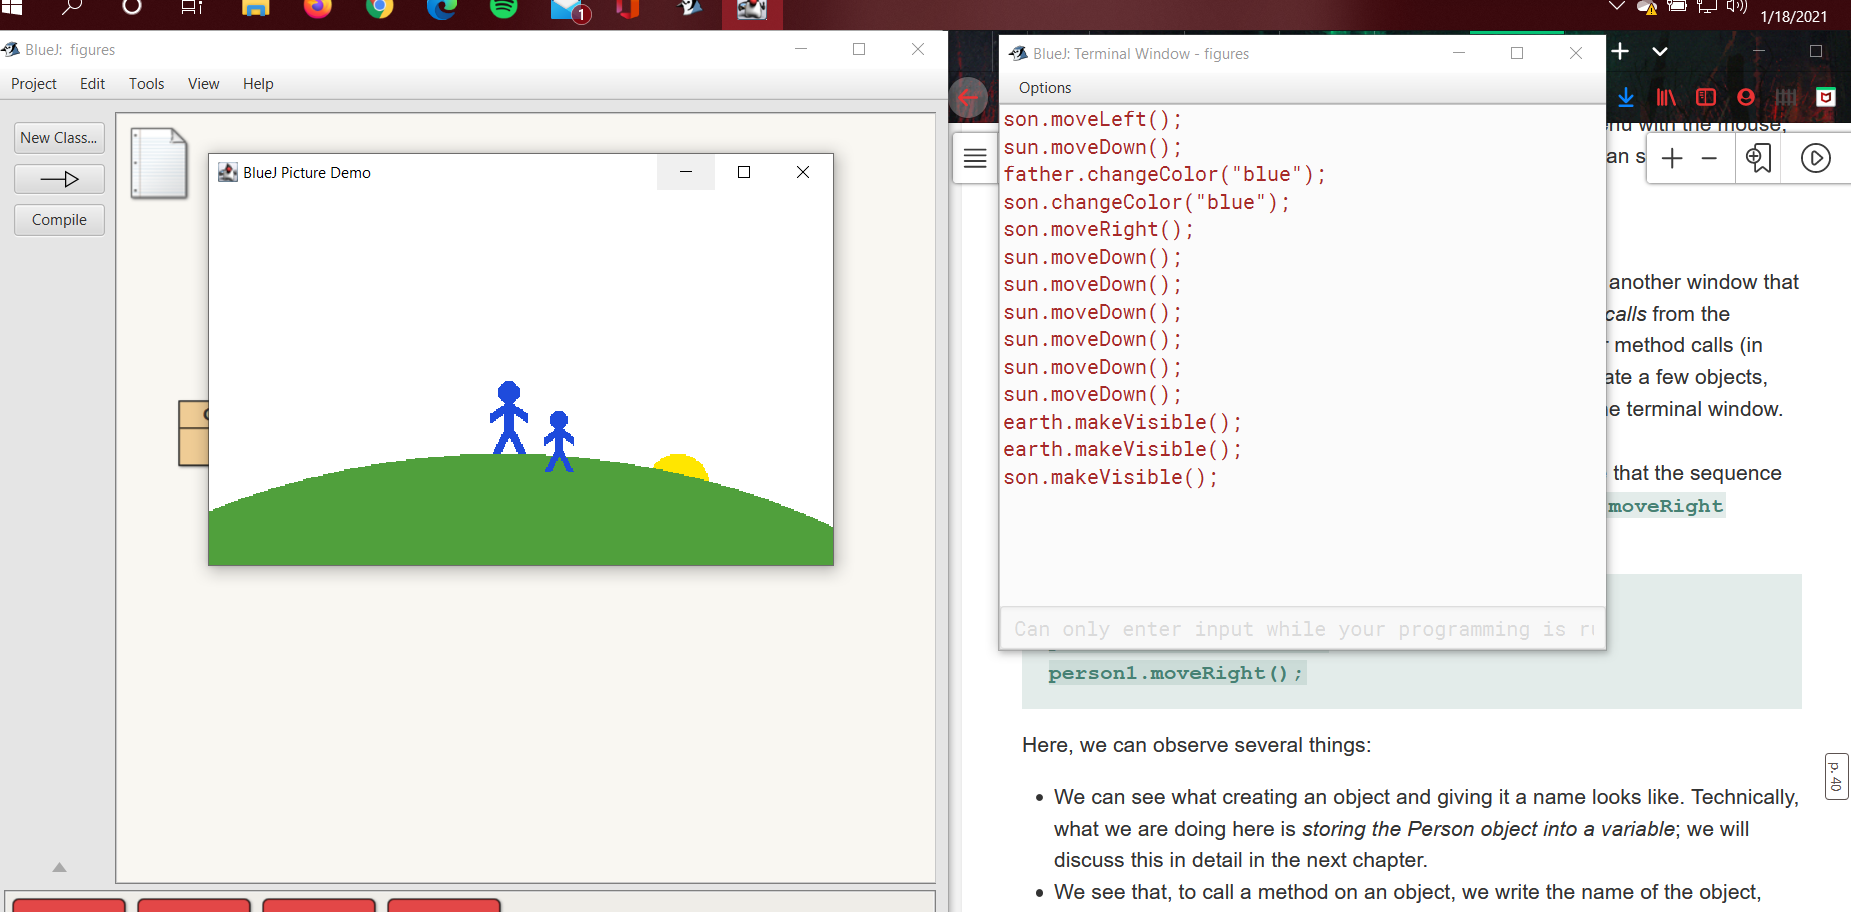 1
1/18/2021
BlueJ: figures
Project Edit Tools View Help
New Class...
Compile
BlueJ Picture Demo
BlueJ: Terminal Window - figures
Options
son.moveLeft();
sun.moveDown();
father.changeColor("blue");
son.changeColor("blue");
son.moveRight();
sun.moveDown();
sun.moveDown();
sun.moveDown();
sun.moveDown();
sun.moveDown();
sun.moveDown();
earth.makeVisible();
earth.makeVisible();
son.makeVisible();
Can only enter input while your programming is
with the mouse,
an s
another window that
calls from the
method calls (in
ate a few objects,
e terminal window.
that the sequence
moveRight
person1.moveRight();
Here, we can observe several things:
• We can see what creating an object and giving it a name looks like. Technically,
what we are doing here is storing the Person object into a variable; we will
discuss this in detail in the next chapter.
• We see that, to call a method on an object, we write the name of the object,
p. 40